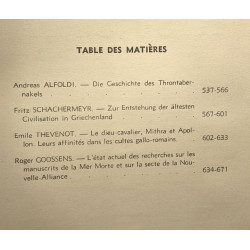 TABLE DES MATIÈRES
Andreas ALFOLDI. — Die Geschichte des Throntaber-
nakels 537-566
Fritz SCHACHERMEYR. — Zur Entstehung der ältesten
Civilisation in Griechenland 567-601
Emile THEVENOT. — Le dieu-cavalier, Mithra et Apol-
lon. Leurs affinités dans les cultes gallo-romains. 602-633
Roger GOOSSENS. — L'état actuel des recherches sur les
manuscrits de la Mer Morte et sur la secte de la Nou-
velle-Alliance 634-671